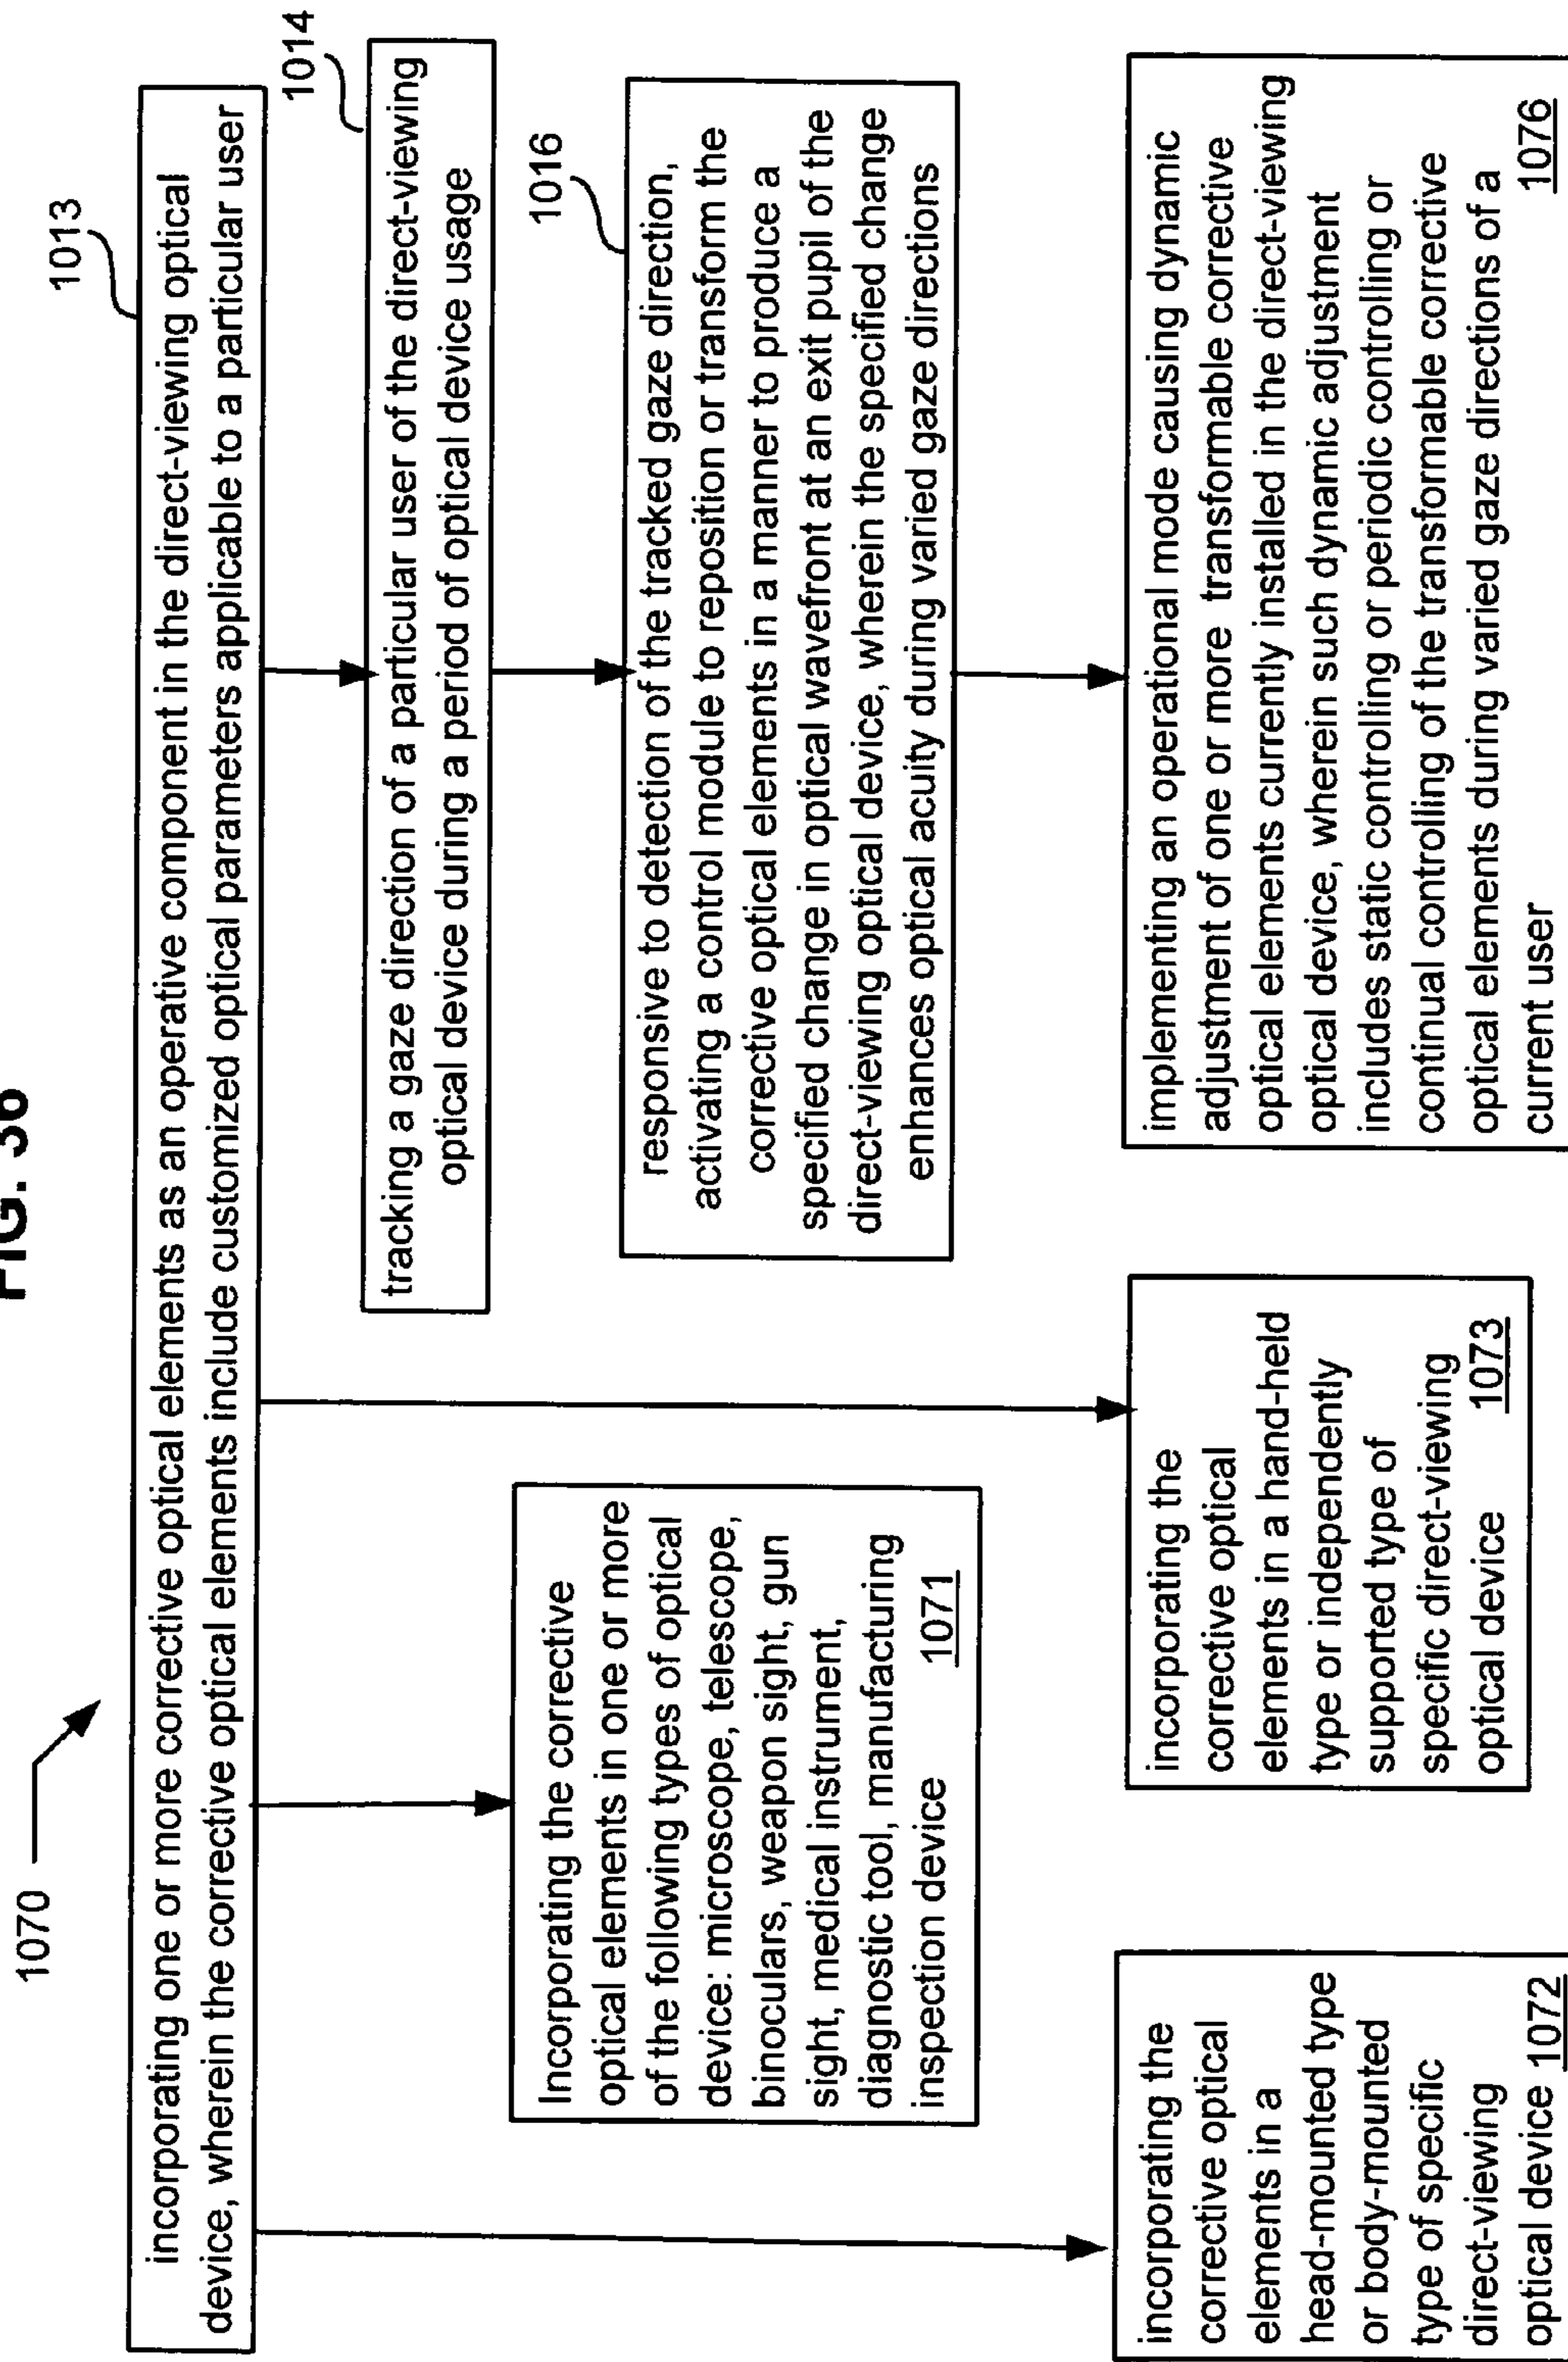 FIG. 36
1070
1013
incorporating one or more corrective optical elements as an operative component in the direct-viewing optical
device, wherein the corrective optical elements include customized optical parameters applicable to a particular user
1014
tracking a gaze direction of a particular user of the direct-viewing
optical device during a period of optical device usage
1016
responsive to detection of the tracked gaze direction,
activating a control module to reposition or transform the
corrective optical elements in a manner to produce a
specified change in optical wavefront at an exit pupil of the
direct-viewing optical device, wherein the specified change
enhances optical acuity during varied gaze directions
Incorporating the corrective
optical elements in one or more
of the following types of optical
device: microscope, telescope,
binoculars, weapon sight, gun
sight, medical instrument,
diagnostic tool, manufacturing
inspection device 1071
incorporating the
corrective optical
elements in a
head-mounted type
or body-mounted
type of specific
direct-viewing
optical device 1072
incorporating the
corrective optical
elements in a hand-held
type or independently
supported type of
specific direct-viewing
optical device 1073
implementing an operational mode causing dynamic
adjustment of one or more transformable corrective
optical elements currently installed in the direct-viewing
optical device, wherein such dynamic adjustment
includes static controlling or periodic controlling or
continual controlling of the transformable corrective
optical elements during varied gaze directions of a
current user 1076